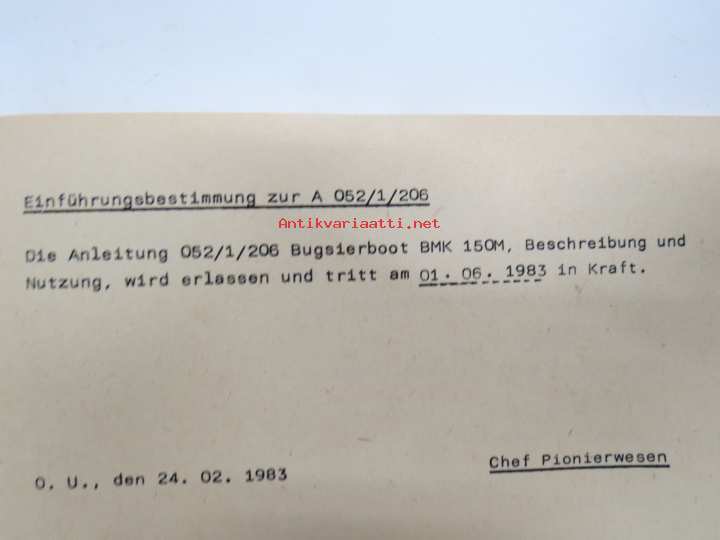 Einführungsbestimmung zur A 052/1/206
Antikvariaatti.net
Die Anleitung 052/1/206 Bugsierboot BMK 150M, Beschreibung und
Nutzung, wird erlassen und tritt am 01. 06. 1983 in Kraft.
Chef Pionierwesen
O. U., den 24. 02. 1983